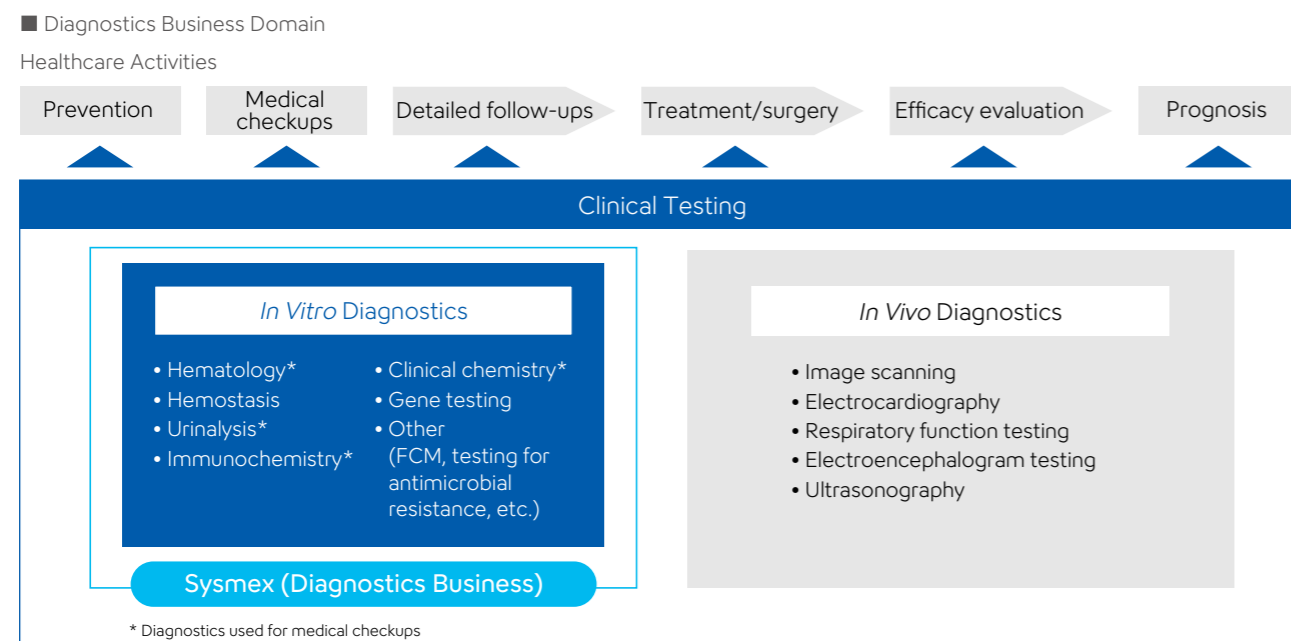 ■ Diagnostics Business Domain
Healthcare Activities
Prevention
Medical
checkups
Detailed follow-ups
Treatment/surgery
Efficacy evaluation
Prognosis
Clinical Testing
In Vitro Diagnostics
• Hematology*
• Hemostasis
• Urinalysis*
• Immunochemistry*
• Clinical chemistry*
• Gene testing
• Other
(FCM, testing for
antimicrobial
resistance, etc.)
Sysmex (Diagnostics Business)
* Diagnostics used for medical checkups
In Vivo Diagnostics
• Image scanning
• Electrocardiography
• Respiratory function testing
• Electroencephalogram testing
• Ultrasonography